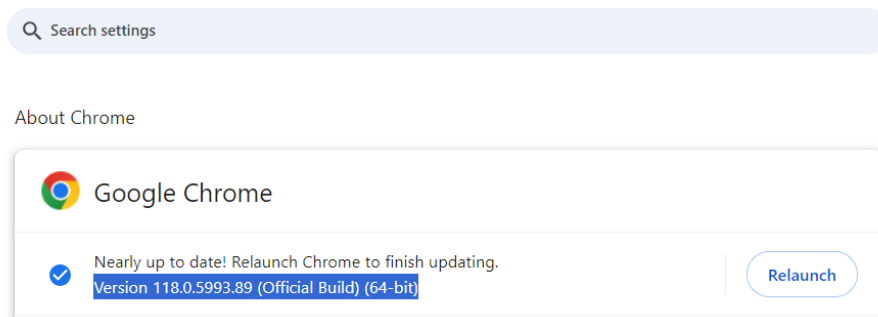 Search settings
About Chrome
Google Chrome
Nearly up to date! Relaunch Chrome to finish updating.
Version 118.0.5993.89 (Official Build) (64-bit)
Relaunch